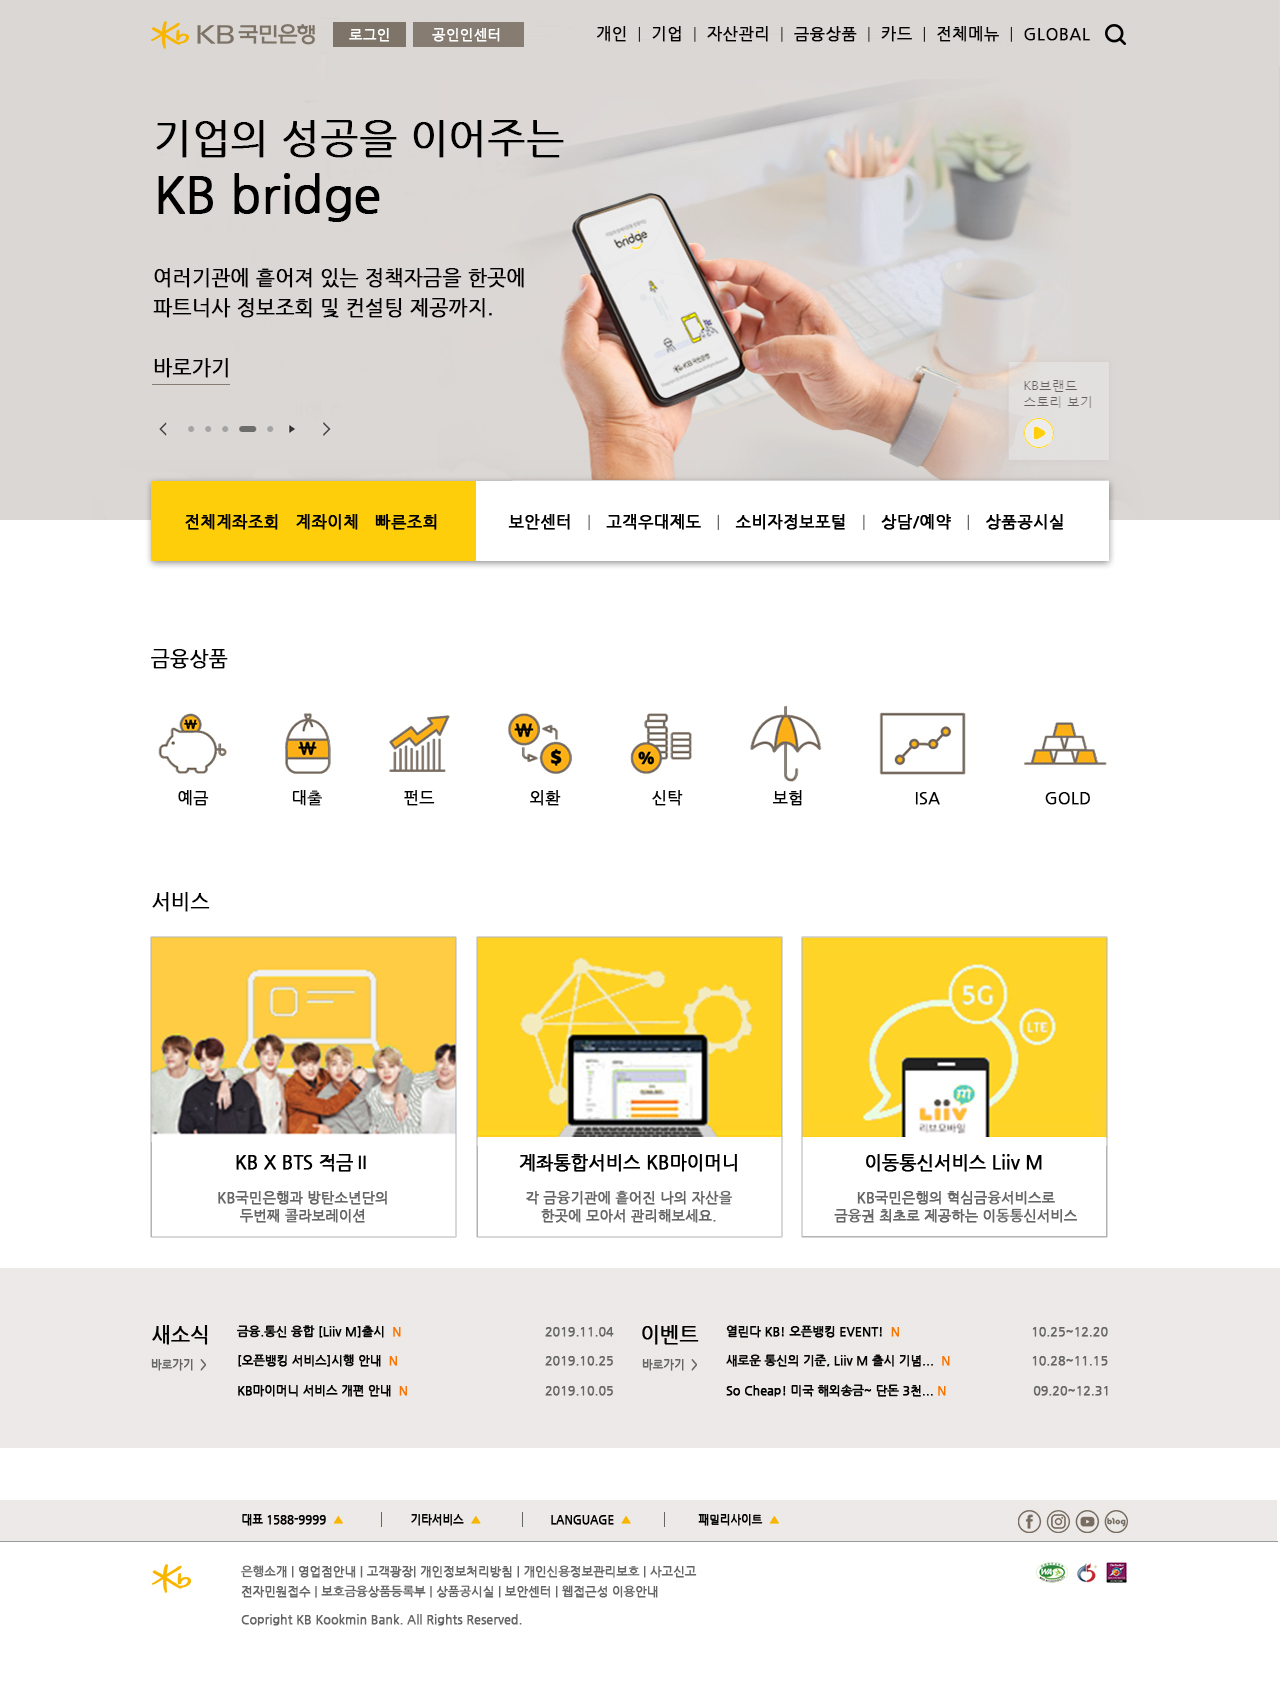 KB 국민은행
로그인
공인인센터
개인 | 기업 | 자산관리 | 금융상품 | 카드 | 전체메뉴 | GLOBAL
기업의 성공을 이어주는
KB bridge
여러기관에 흩어져 있는 정책자금을 한곳에
파트너사 정보조회 및 컨설팅 제공까지.
바로가기
bridge
KB 국민은행
KB브랜드
스토리 보기
전체계좌조회 계좌이체 빠른조회
보안센터 | 고객우대제도 | 소비자정보포털 | 상담/예약 | 상품공시실
금융상품
예금
대출
펀드
외환
%
신탁
보험
ISA
GOLD
서비스
KB X BTS 적금 II
KB국민은행과 방탄소년단의
두번째 콜라보레이션
계좌통합서비스 KB마이머니
각 금융기관에 흩어진 나의 자산을
한곳에 모아서 관리해보세요.
5G
LTE
m
Liiv
리브모바일
이동통신서비스 Liiv M
KB국민은행의 혁심금융서비스로
금융권 최초로 제공하는 이동통신서비스
새소식
바로가기 >
금융.통신 융합 [Liiv M]출시 N 2019.11.04
[오픈뱅킹 서비스]시행 안내 N 2019.10.25
KB마이머니 서비스 개편 안내 N 2019.10.05
이벤트
바로가기 >
열린다 KB! 오픈뱅킹 EVENT! N 10.25~12.20
새로운 통신의 기준, Liiv M 출시 기념... N 10.28~11.15
So Cheap! 미국 해외송금~ 단돈 3천... N 09.20~12.31
대표 1588-9999 ▲
기타서비스 ▲
LANGUAGE ▲
패밀리사이트 ▲
blog
은행소개 | 영업점안내 | 고객광장| 개인정보처리방침 | 개인신용정보관리보호 | 사고신고
전자민원접수 | 보호금융상품등록부 | 상품공시실 | 보안센터 | 웹접근성 이용안내
Copright KB Kookmin Bank. All Rights Reserved.
WA